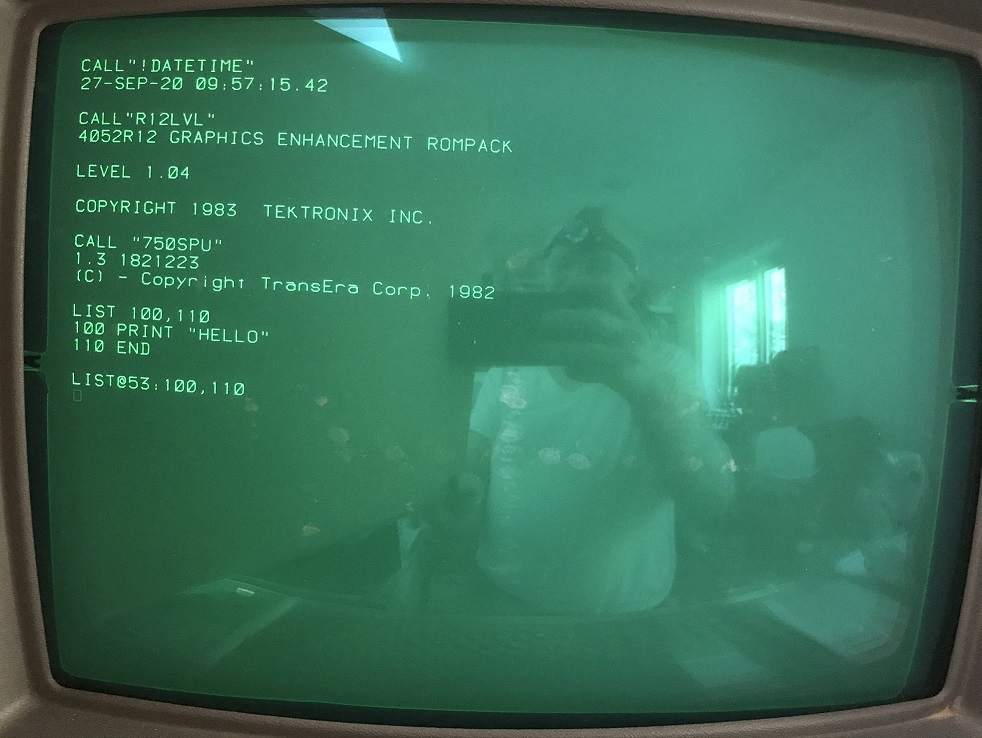 CALL"!DATETIME"
27-SEP-20 09:57:15.42
CALL"R12LVL"
4052R12 GRAPHICS ENHANCEMENT ROMPACK
LEVEL 1.04
COPYRIGHT 1983  TEKTRONIX INC.
CALL "750SPU"
1.3 1821223
(C) - Copyright TransEra Corp. 1982
LIST 100,110
100 PRINT "HELLO"
110 END
LIST@53:100,110